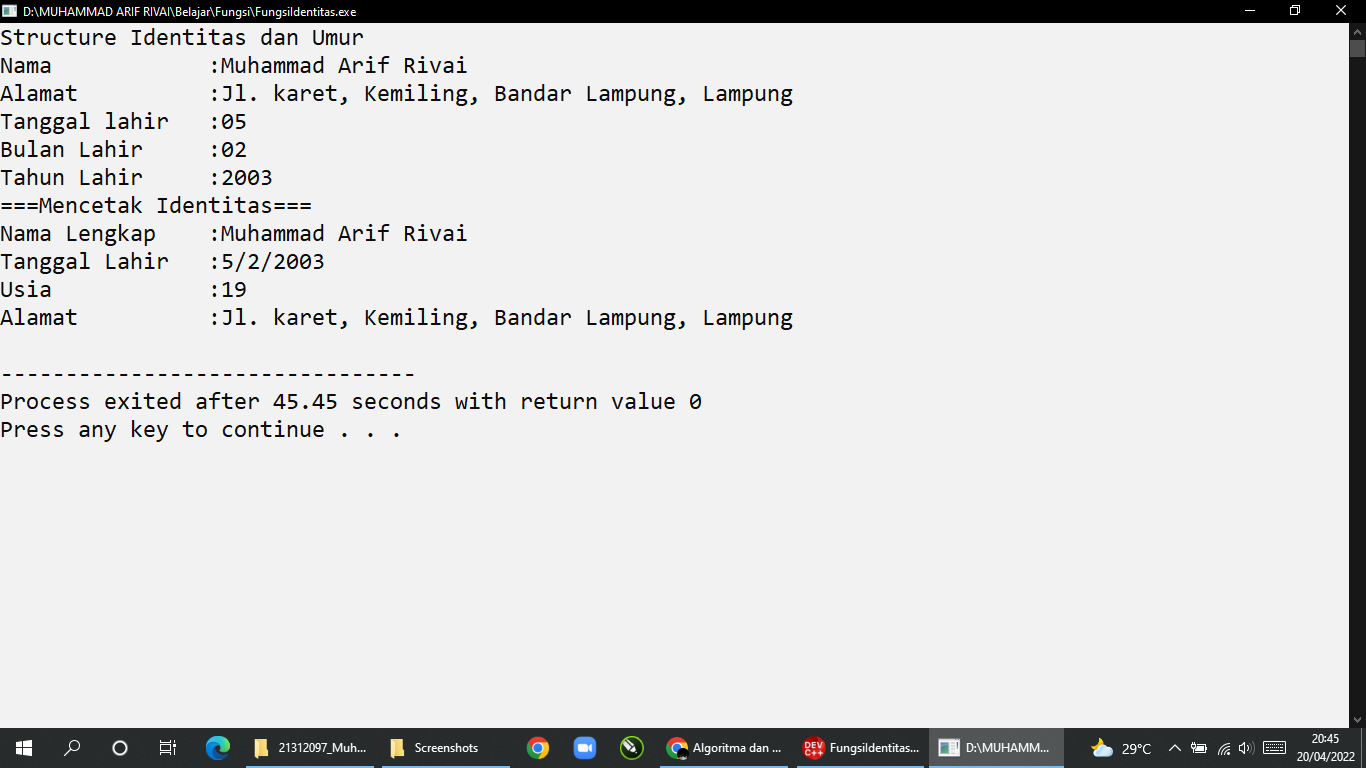 D:\MUHAMMAD ARIF RIVAI\Belajar\Fungsi\FungsiIdentitas.exe
Structure Identitas dan Umur
Nama :Muhammad Arif Rivai
Alamat :Jl. karet, Kemiling, Bandar Lampung, Lampung
Tanggal lahir :05
Bulan Lahir :02
Tahun Lahir :2003
===Mencetak Identitas===
Nama Lengkap :Muhammad Arif Rivai
Tanggal Lahir :5/2/2003
Usia :19
Alamat :Jl. karet, Kemiling, Bandar Lampung, Lampung
--------------------------------
Process exited after 45.45 seconds with return value 0
Press any key to continue . . .
21312097_Muh... Screenshots Algoritma dan ... DEV C++ FungsiIdentitas... D:\MUHAMM... 29°C 20:45
20/04/2022